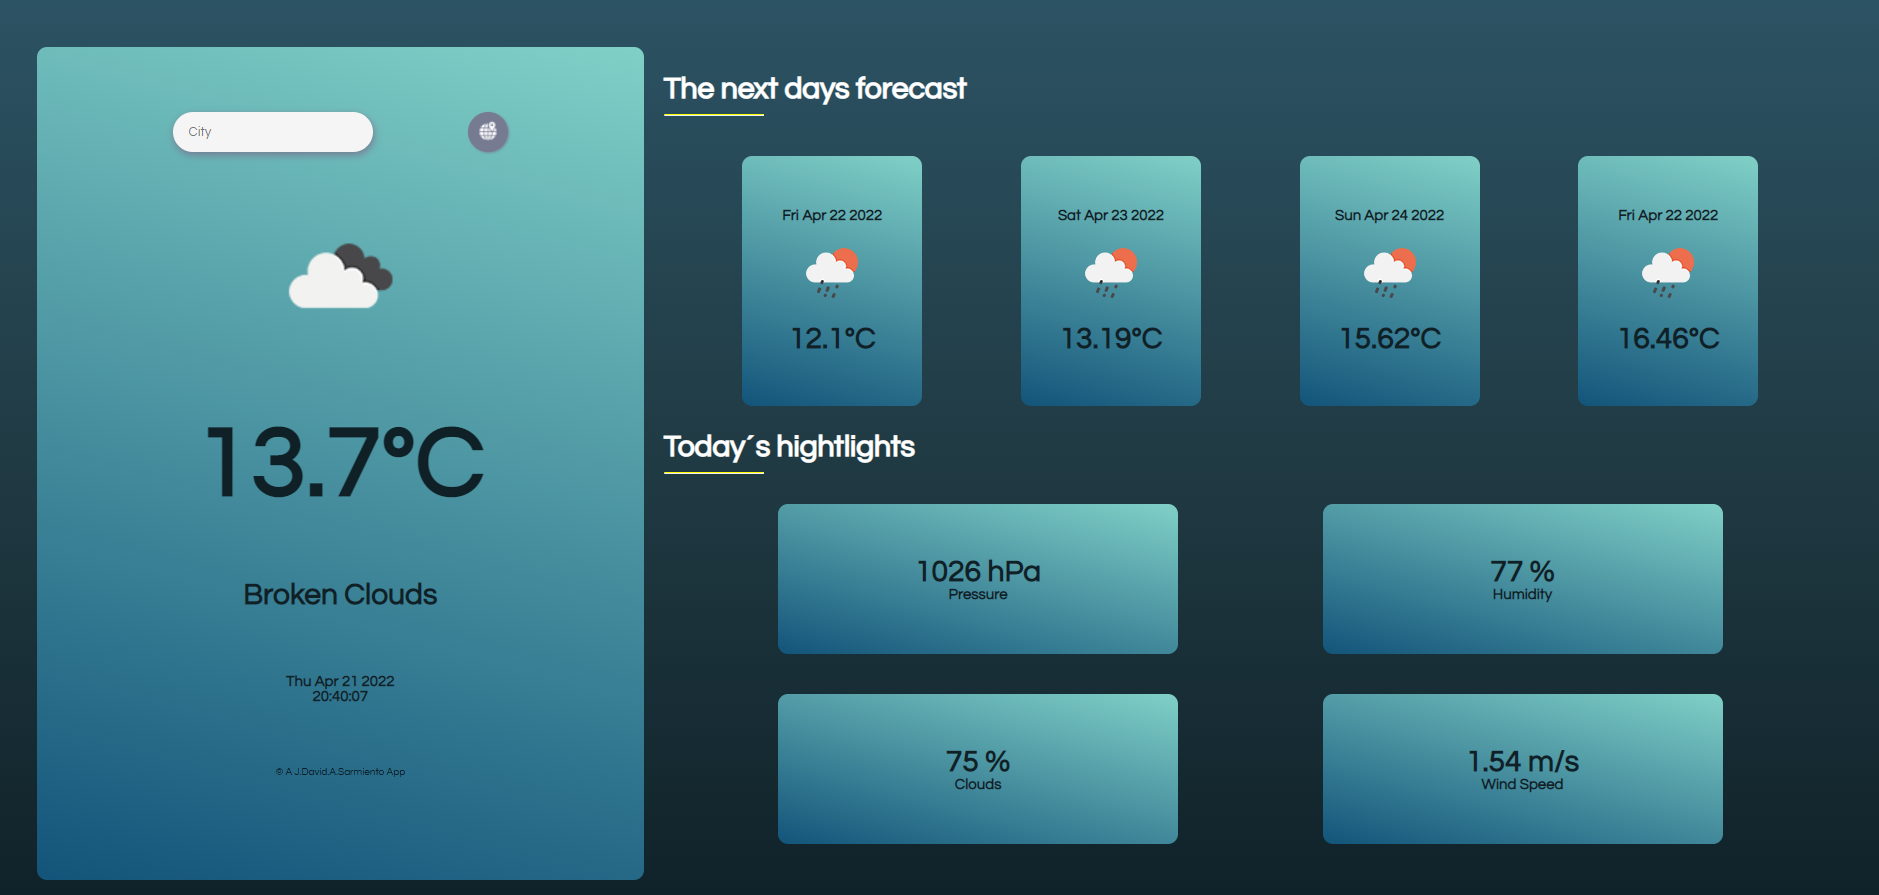 City
13.7°C
Broken Clouds
Thu Apr 21 2022
20:40:07
© A J.David.A.Sarmiento App
The next days forecast
Fri Apr 22 2022
12.1°C
Sat Apr 23 2022
13.19°C
Sun Apr 24 2022
15.62°C
Fri Apr 22 2022
16.46°C
Today´s hightlights
1026 hPa
Pressure
77 %
Humidity
75 %
Clouds
1.54 m/s
Wind Speed